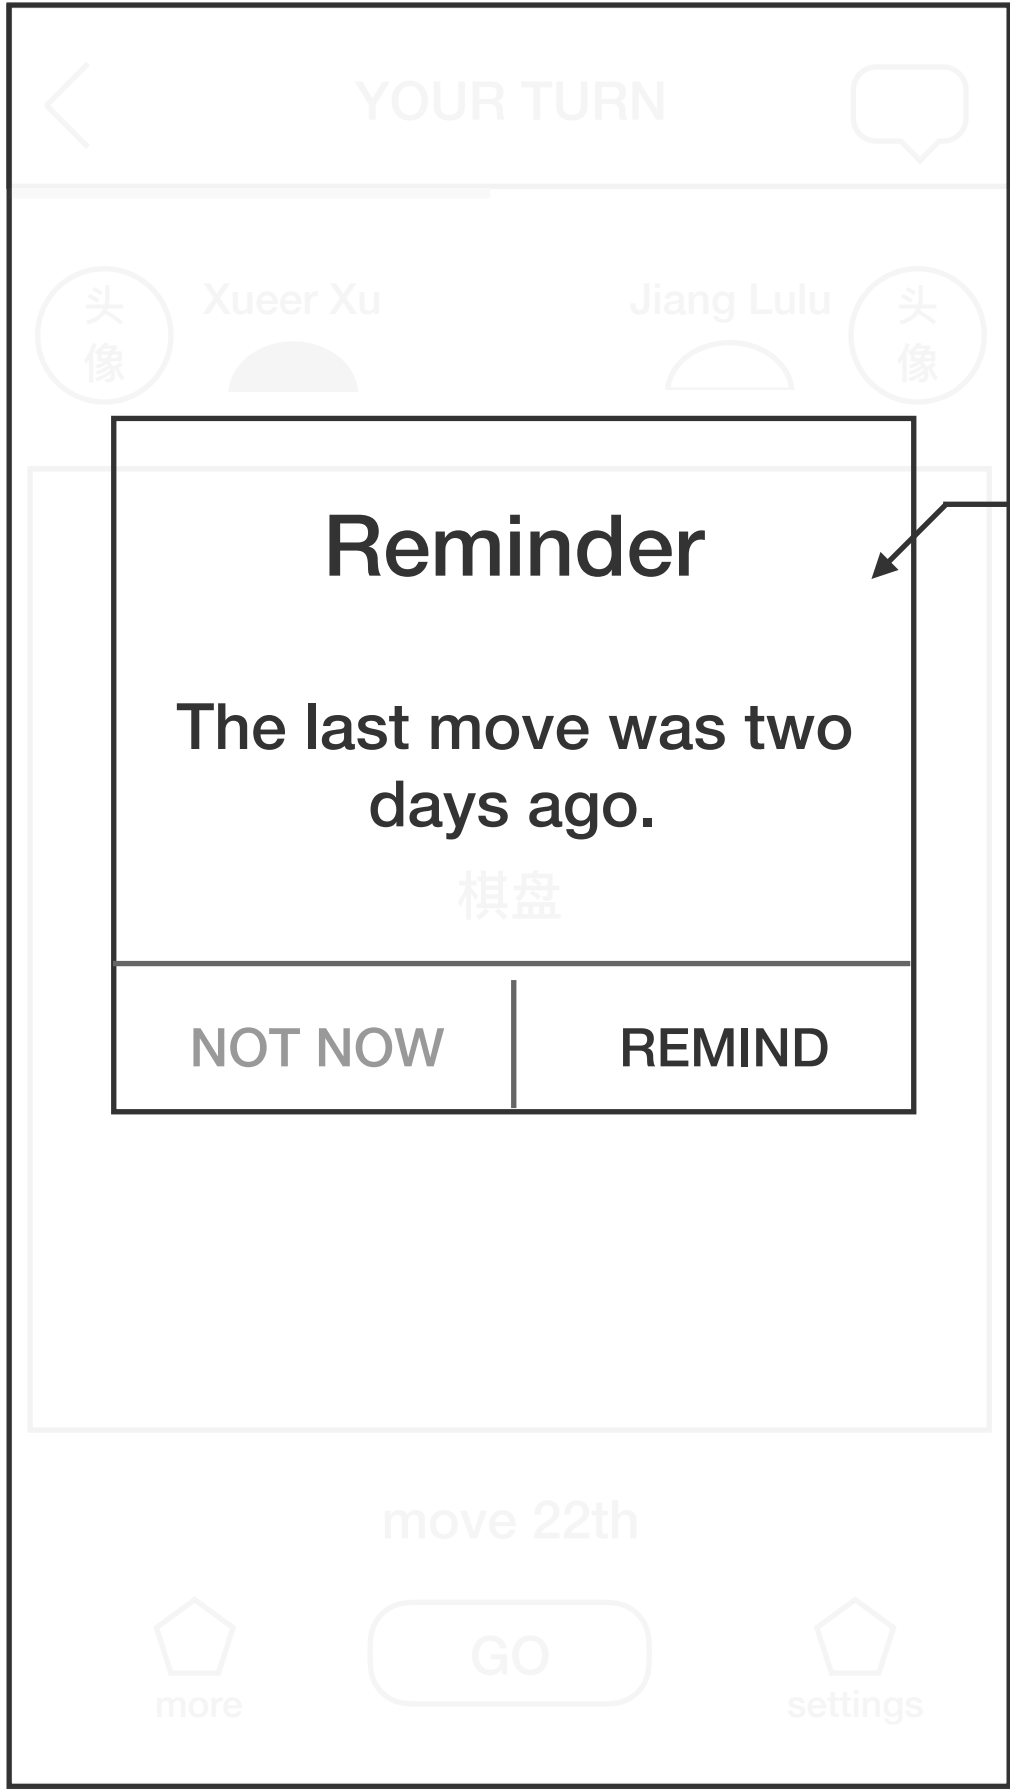 YOUR TURN
头
像
Xueer Xu
Jiang Lulu
头
像
Reminder
The last move was two
days ago.
棋盘
NOT NOW
REMIND
move 22th
GO
more
settings